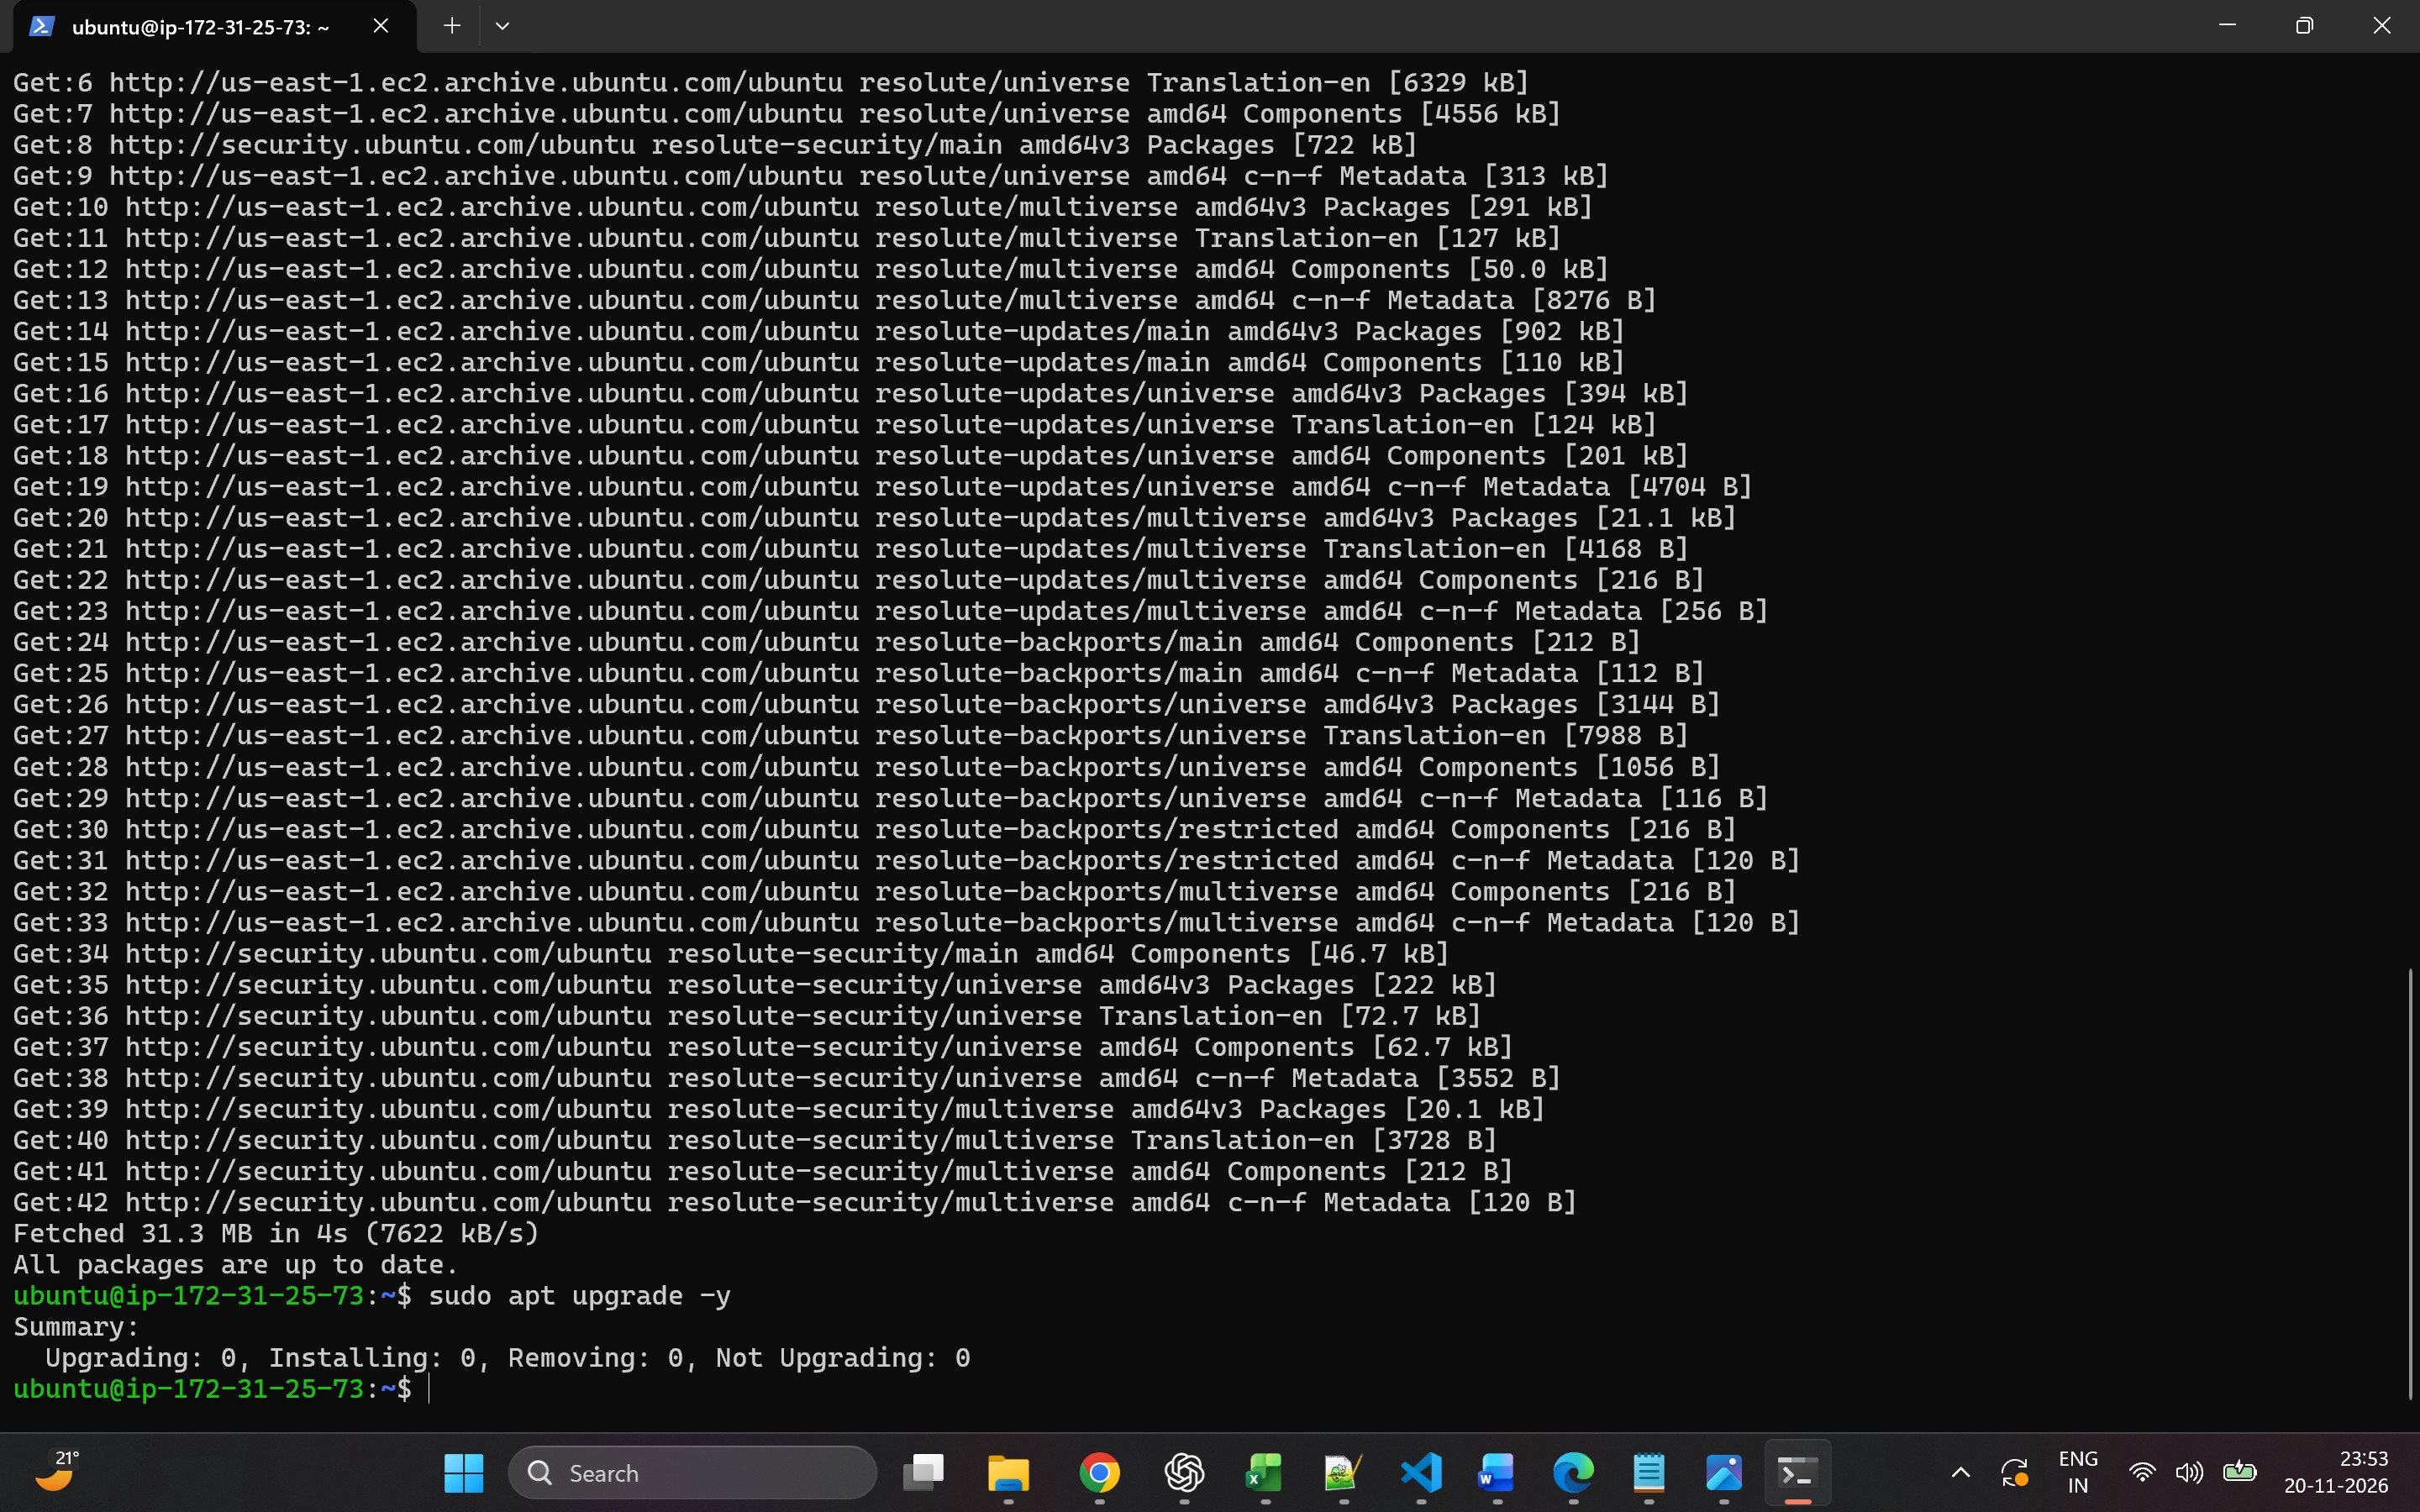 ubuntu@ip-172-31-25-73: ~
Get:6 http://us-east-1.ec2.archive.ubuntu.com/ubuntu resolute/universe Translation-en [6329 kB]
Get:7 http://us-east-1.ec2.archive.ubuntu.com/ubuntu resolute/universe amd64 Components [4556 kB]
Get:8 http://security.ubuntu.com/ubuntu resolute-security/main amd64v3 Packages [722 kB]
Get:9 http://us-east-1.ec2.archive.ubuntu.com/ubuntu resolute/universe amd64 c-n-f Metadata [313 kB]
Get:10 http://us-east-1.ec2.archive.ubuntu.com/ubuntu resolute/multiverse amd64v3 Packages [291 kB]
Get:11 http://us-east-1.ec2.archive.ubuntu.com/ubuntu resolute/multiverse Translation-en [127 kB]
Get:12 http://us-east-1.ec2.archive.ubuntu.com/ubuntu resolute/multiverse amd64 Components [50.0 kB]
Get:13 http://us-east-1.ec2.archive.ubuntu.com/ubuntu resolute/multiverse amd64 c-n-f Metadata [8276 B]
Get:14 http://us-east-1.ec2.archive.ubuntu.com/ubuntu resolute-updates/main amd64v3 Packages [902 kB]
Get:15 http://us-east-1.ec2.archive.ubuntu.com/ubuntu resolute-updates/main amd64 Components [110 kB]
Get:16 http://us-east-1.ec2.archive.ubuntu.com/ubuntu resolute-updates/universe amd64v3 Packages [394 kB]
Get:17 http://us-east-1.ec2.archive.ubuntu.com/ubuntu resolute-updates/universe Translation-en [124 kB]
Get:18 http://us-east-1.ec2.archive.ubuntu.com/ubuntu resolute-updates/universe amd64 Components [201 kB]
Get:19 http://us-east-1.ec2.archive.ubuntu.com/ubuntu resolute-updates/universe amd64 c-n-f Metadata [4704 B]
Get:20 http://us-east-1.ec2.archive.ubuntu.com/ubuntu resolute-updates/multiverse amd64v3 Packages [21.1 kB]
Get:21 http://us-east-1.ec2.archive.ubuntu.com/ubuntu resolute-updates/multiverse Translation-en [4168 B]
Get:22 http://us-east-1.ec2.archive.ubuntu.com/ubuntu resolute-updates/multiverse amd64 Components [216 B]
Get:23 http://us-east-1.ec2.archive.ubuntu.com/ubuntu resolute-updates/multiverse amd64 c-n-f Metadata [256 B]
Get:24 http://us-east-1.ec2.archive.ubuntu.com/ubuntu resolute-backports/main amd64 Components [212 B]
Get:25 http://us-east-1.ec2.archive.ubuntu.com/ubuntu resolute-backports/main amd64 c-n-f Metadata [112 B]
Get:26 http://us-east-1.ec2.archive.ubuntu.com/ubuntu resolute-backports/universe amd64v3 Packages [3144 B]
Get:27 http://us-east-1.ec2.archive.ubuntu.com/ubuntu resolute-backports/universe Translation-en [7988 B]
Get:28 http://us-east-1.ec2.archive.ubuntu.com/ubuntu resolute-backports/universe amd64 Components [1056 B]
Get:29 http://us-east-1.ec2.archive.ubuntu.com/ubuntu resolute-backports/universe amd64 c-n-f Metadata [116 B]
Get:30 http://us-east-1.ec2.archive.ubuntu.com/ubuntu resolute-backports/restricted amd64 Components [216 B]
Get:31 http://us-east-1.ec2.archive.ubuntu.com/ubuntu resolute-backports/restricted amd64 c-n-f Metadata [120 B]
Get:32 http://us-east-1.ec2.archive.ubuntu.com/ubuntu resolute-backports/multiverse amd64 Components [216 B]
Get:33 http://us-east-1.ec2.archive.ubuntu.com/ubuntu resolute-backports/multiverse amd64 c-n-f Metadata [120 B]
Get:34 http://security.ubuntu.com/ubuntu resolute-security/main amd64 Components [46.7 kB]
Get:35 http://security.ubuntu.com/ubuntu resolute-security/universe amd64v3 Packages [222 kB]
Get:36 http://security.ubuntu.com/ubuntu resolute-security/universe Translation-en [72.7 kB]
Get:37 http://security.ubuntu.com/ubuntu resolute-security/universe amd64 Components [62.7 kB]
Get:38 http://security.ubuntu.com/ubuntu resolute-security/universe amd64 c-n-f Metadata [3552 B]
Get:39 http://security.ubuntu.com/ubuntu resolute-security/multiverse amd64v3 Packages [20.1 kB]
Get:40 http://security.ubuntu.com/ubuntu resolute-security/multiverse Translation-en [3728 B]
Get:41 http://security.ubuntu.com/ubuntu resolute-security/multiverse amd64 Components [212 B]
Get:42 http://security.ubuntu.com/ubuntu resolute-security/multiverse amd64 c-n-f Metadata [120 B]
Fetched 31.3 MB in 4s (7622 kB/s)
All packages are up to date.
ubuntu@ip-172-31-25-73:~$ sudo apt upgrade -y
Summary:
  Upgrading: 0, Installing: 0, Removing: 0, Not Upgrading: 0
ubuntu@ip-172-31-25-73:~$
21°
Search
ENG
IN
23:53
20-11-2026